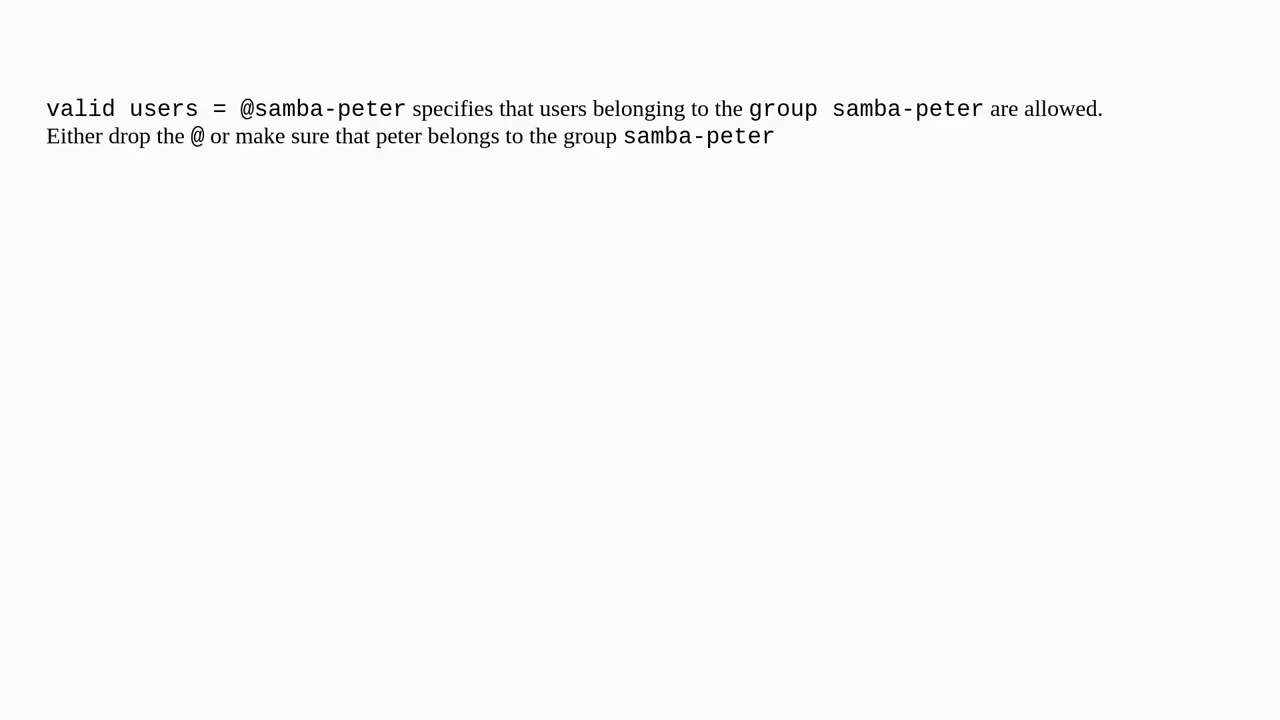 valid users = @samba-peter specifies that users belonging to the group samba-peter are allowed.
Either drop the @ or make sure that peter belongs to the group samba-peter